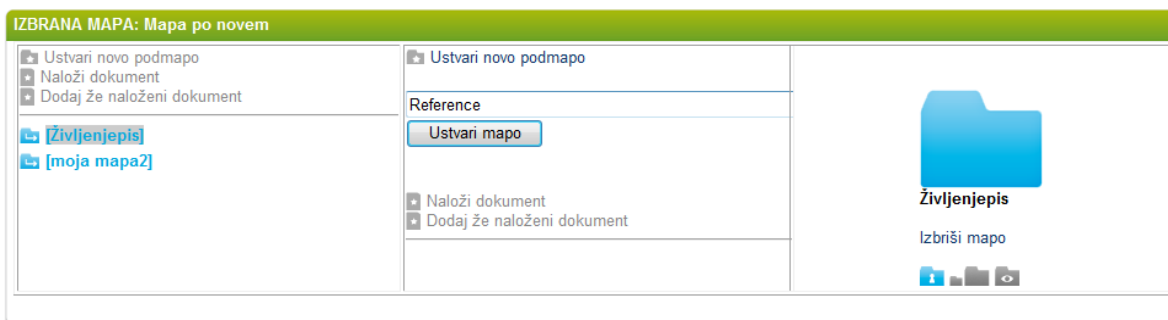 IZBRANA MAPA: Mapa po novem
Ustvari novo podmapo
Naloži dokument
Dodaj že naloženi dokument
[Življenjepis]
[moja mapa2]
Ustvari novo podmapo
Reference
Ustvari mapo
Naloži dokument
Dodaj že naloženi dokument
Življenjepis
Izbriši mapo